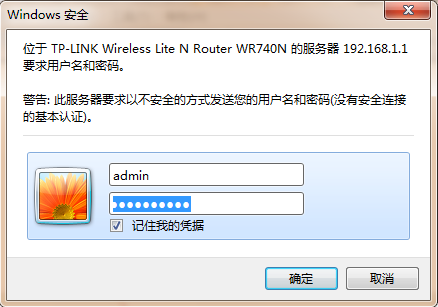 Windows 安全
位于 TP-LINK Wireless Lite N Router WR740N 的服务器 192.168.1.1
要求用户名和密码。
警告: 此服务器要求以不安全的方式发送您的用户名和密码(没有安全连接
的基本认证)。
admin
●●●●●●●●●●
记住我的凭据
确定
取消